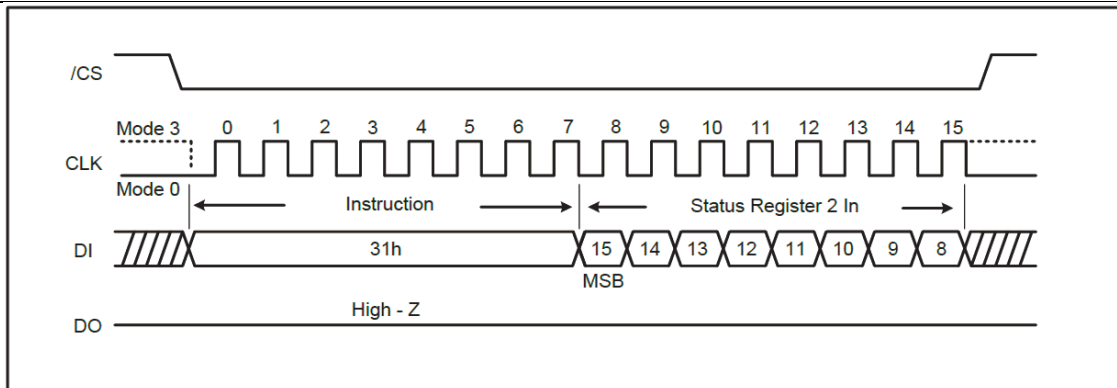 /CS
Mode 3 0 1 2 3 4 5 6 7 8 9 10 11 12 13 14 15
CLK
Mode 0
Instruction Status Register 2 In
DI 31h 15 14 13 12 11 10 9 8
MSB
High - Z
DO